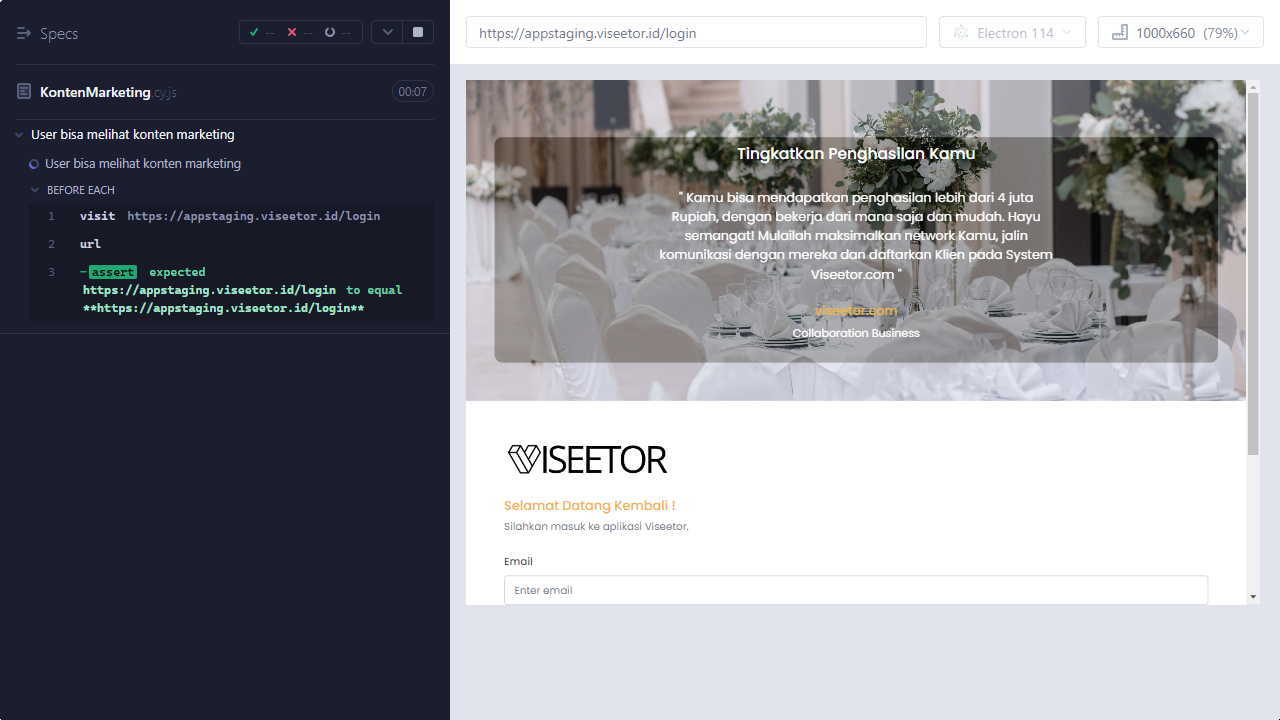 Specs
--
--
--
https://appstaging.viseetor.id/login
Electron 114
1000x660 (79%)
KontenMarketing.cy.js
00:07
User bisa melihat konten marketing
User bisa melihat konten marketing
BEFORE EACH
1 visit https://appstaging.viseetor.id/login
2 url
3 -assert expected
https://appstaging.viseetor.id/login to equal
**https://appstaging.viseetor.id/login**
Tingkatkan Penghasilan Kamu
" Kamu bisa mendapatkan penghasilan lebih dari 4 juta
Rupiah, dengan bekerja dari mana saja dan mudah. Hayu
semangat! Mulailah maksimalkan network Kamu, jalin
komunikasi dengan mereka dan daftarkan Klien pada System
Viseetor.com "
viseetor.com
Collaboration Business
VISEETOR
Selamat Datang Kembali !
Silahkan masuk ke aplikasi Viseetor.
Email
Enter email